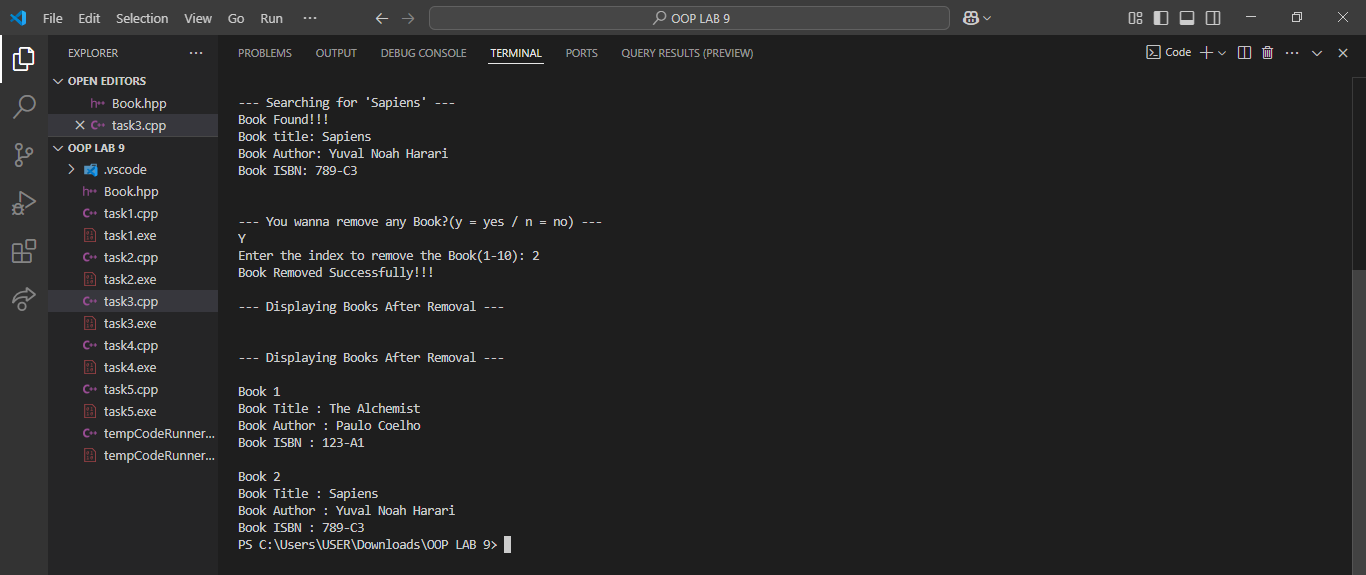 File Edit Selection View Go Run ··· OOP LAB 9
EXPLORER ···
OPEN EDITORS
Book.hpp
task3.cpp
OOP LAB 9
.vscode
Book.hpp
task1.cpp
task1.exe
task2.cpp
task2.exe
task3.cpp
task3.exe
task4.cpp
task4.exe
task5.cpp
task5.exe
tempCodeRunner...
tempCodeRunner...
PROBLEMS OUTPUT DEBUG CONSOLE TERMINAL PORTS QUERY RESULTS (PREVIEW) Code ···
--- Searching for 'Sapiens' ---
Book Found!!!
Book title: Sapiens
Book Author: Yuval Noah Harari
Book ISBN: 789-C3
--- You wanna remove any Book?(y = yes / n = no) ---
Y
Enter the index to remove the Book(1-10): 2
Book Removed Successfully!!!
--- Displaying Books After Removal ---
--- Displaying Books After Removal ---
Book 1
Book Title : The Alchemist
Book Author : Paulo Coelho
Book ISBN : 123-A1
Book 2
Book Title : Sapiens
Book Author : Yuval Noah Harari
Book ISBN : 789-C3
PS C:\Users\USER\Downloads\OOP LAB 9>